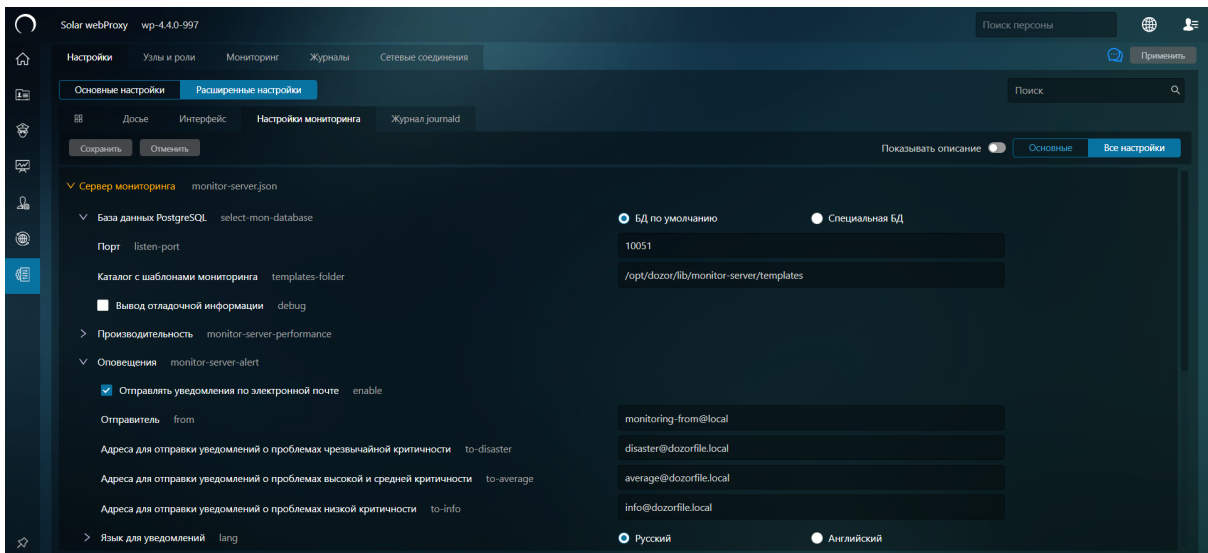 Solar webProxy wp-4.4.0-997 Поиск персоны
Настройки Узлы и роли Мониторинг Журналы Сетевые соединения Применить
Основные настройки Расширенные настройки Поиск
Досье Интерфейс Настройки мониторинга Журнал journald
Сохранить Отменить Показывать описание Основные Все настройки
Сервер мониторинга monitor-server.json
База данных PostgreSQL select-mon-database БД по умолчанию Специальная БД
Порт listen-port 10051
Каталог с шаблонами мониторинга templates-folder /opt/dozor/lib/monitor-server/templates
Вывод отладочной информации debug
Производительность monitor-server-performance
Оповещения monitor-server-alert
Отправлять уведомления по электронной почте enable
Отправитель from monitoring-from@local
Адреса для отправки уведомлений о проблемах чрезвычайной критичности to-disaster disaster@dozorfile.local
Адреса для отправки уведомлений о проблемах высокой и средней критичности to-average average@dozorfile.local
Адреса для отправки уведомлений о проблемах низкой критичности to-info info@dozorfile.local
Язык для уведомлений lang Русский Английский